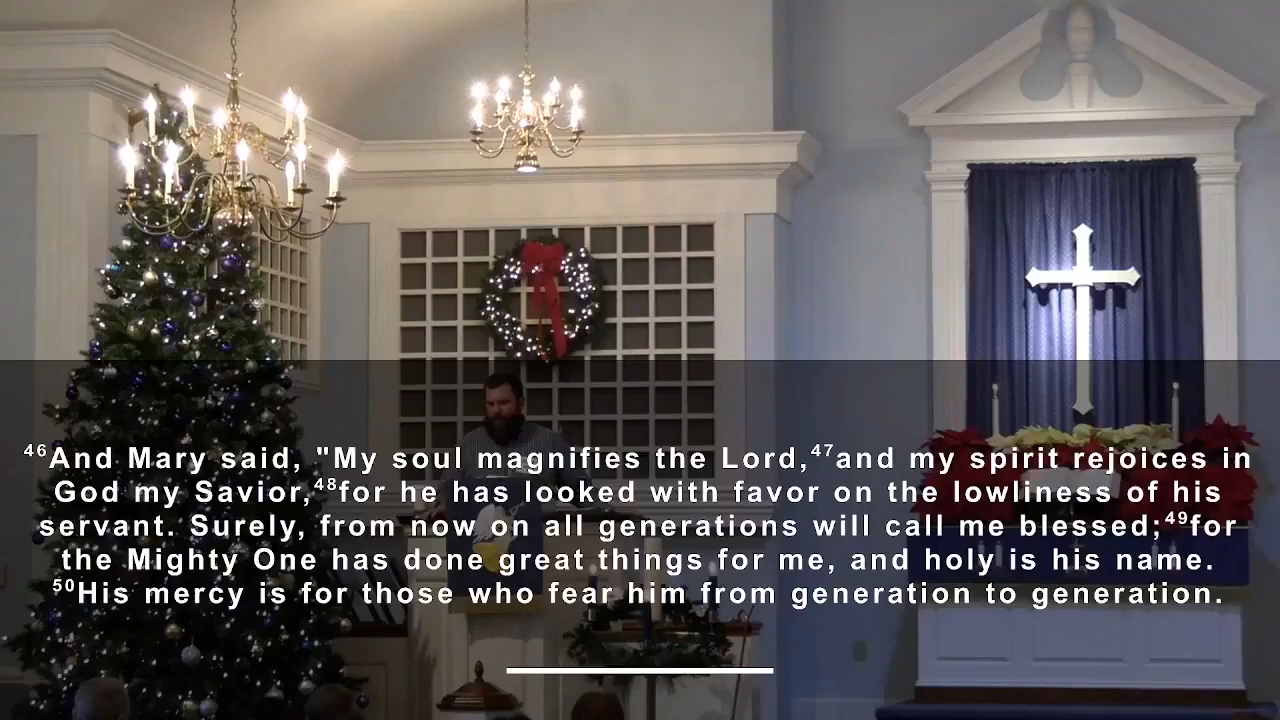 ⁴⁶And Mary said, "My soul magnifies the Lord,⁴⁷and my spirit rejoices in
God my Savior,⁴⁸for he has looked with favor on the lowliness of his
servant. Surely, from now on all generations will call me blessed;⁴⁹for
the Mighty One has done great things for me, and holy is his name.
⁵⁰His mercy is for those who fear him from generation to generation.